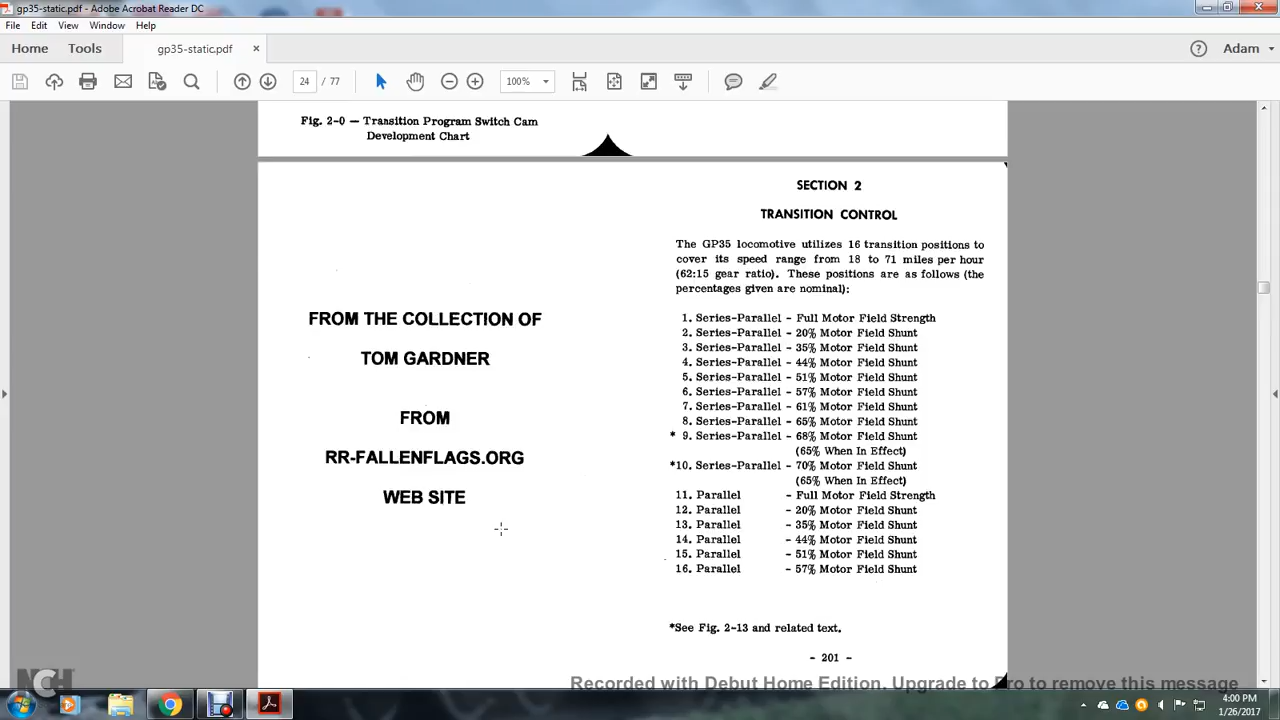 gp35-static.pdf - Adobe Acrobat Reader DC
File Edit View Window Help
Home Tools gp35-static.pdf Adam
24 / 77 100%
Fig. 2-0 — Transition Program Switch Cam
Development Chart
FROM THE COLLECTION OF
TOM GARDNER
FROM
RR-FALLENFLAGS.ORG
WEB SITE
SECTION 2
TRANSITION CONTROL
The GP35 locomotive utilizes 16 transition positions to
cover its speed range from 18 to 71 miles per hour
(62:15 gear ratio). These positions are as follows (the
percentages given are nominal):
1. Series-Parallel - Full Motor Field Strength
2. Series-Parallel - 20% Motor Field Shunt
3. Series-Parallel - 35% Motor Field Shunt
4. Series-Parallel - 44% Motor Field Shunt
5. Series-Parallel - 51% Motor Field Shunt
6. Series-Parallel - 57% Motor Field Shunt
7. Series-Parallel - 61% Motor Field Shunt
8. Series-Parallel - 65% Motor Field Shunt
* 9. Series-Parallel - 68% Motor Field Shunt
(65% When In Effect)
*10. Series-Parallel - 70% Motor Field Shunt
(65% When In Effect)
11. Parallel - Full Motor Field Strength
12. Parallel - 20% Motor Field Shunt
13. Parallel - 35% Motor Field Shunt
14. Parallel - 44% Motor Field Shunt
15. Parallel - 51% Motor Field Shunt
16. Parallel - 57% Motor Field Shunt
*See Fig. 2-13 and related text.
- 201 -
NCH
Recorded with Debut Home Edition. Upgrade to Pro to remove this message
4:00 PM
1/26/2017